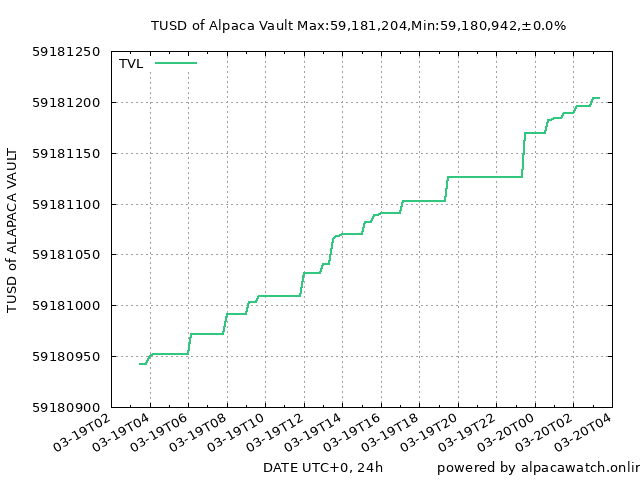 TUSD of Alpaca Vault Max:59,181,204,Min:59,180,942,±0.0%
TVL
59181250
59181200
59181150
59181100
59181050
59181000
59180950
59180900
TUSD of ALAPACA VAULT
03-19T02
03-19T04
03-19T06
03-19T08
03-19T10
03-19T12
03-19T14
03-19T16
03-19T18
03-19T20
03-19T22
03-20T00
03-20T02
03-20T04
DATE UTC+0, 24h
powered by alpacawatch.onlin